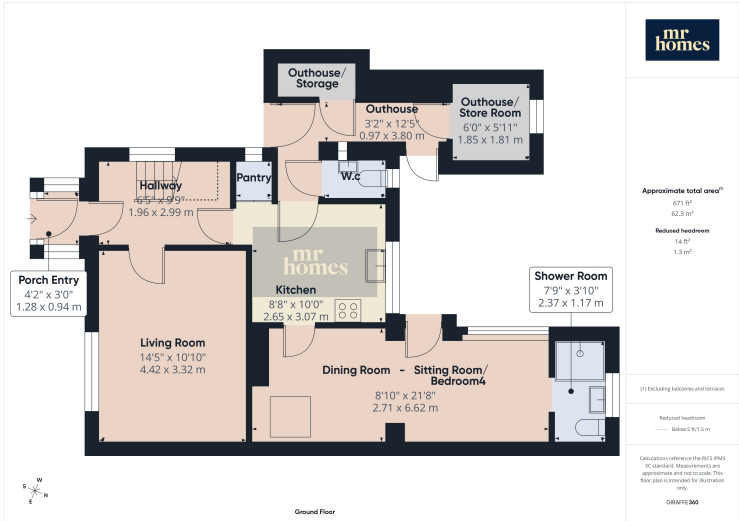 mr
homes
Outhouse/
Storage
Outhouse
3'2" x 12'5"
0.97 x 3.80 m
Outhouse/
Store Room
6'0" x 5'11"
1.85 x 1.81 m
Hallway
6'5" x 9'9"
1.96 x 2.99 m
Pantry
W.c
Porch Entry
4'2" x 3'0"
1.28 x 0.94 m
mr
homes
Kitchen
8'8" x 10'0"
2.65 x 3.07 m
Shower Room
7'9" x 3'10"
2.37 x 1.17 m
Living Room
14'5" x 10'10"
4.42 x 3.32 m
Dining Room - Sitting Room/
Bedroom4
8'10" x 21'8"
2.71 x 6.62 m
S W N E
Ground Floor
Approximate total area(1)
671 ft²
62.3 m²
Reduced headroom
14 ft²
1.3 m²
(1) Excluding balconies and terraces
Reduced headroom
Below 5 ft/1.5 m
Calculations reference the RICS IPMS
3C standard. Measurements are
approximate and not to scale. This
floor plan is intended for illustration
only.
GIRAFFE360